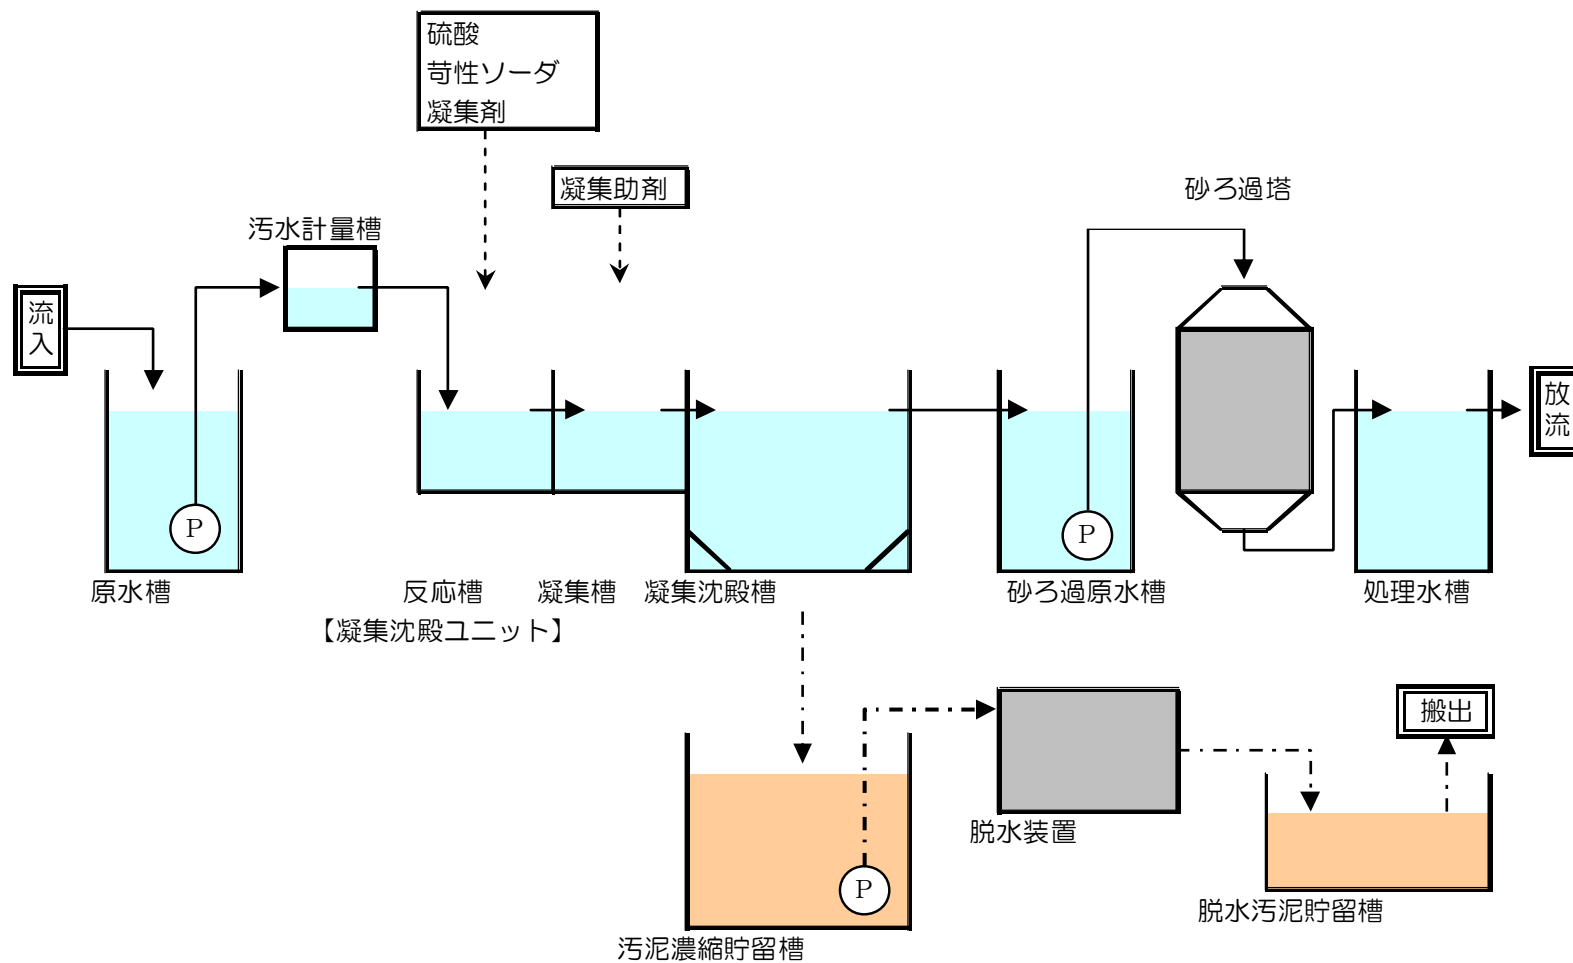 硫酸
苛性ソーダ
凝集剤
凝集助剤
砂ろ過塔
汚水計量槽
流
入
放
流
P
P
原水槽
反応槽
凝集槽
凝集沈殿槽
砂ろ過原水槽
処理水槽
【凝集沈殿ユニット】
搬出
脱水装置
P
脱水汚泥貯留槽
汚泥濃縮貯留槽